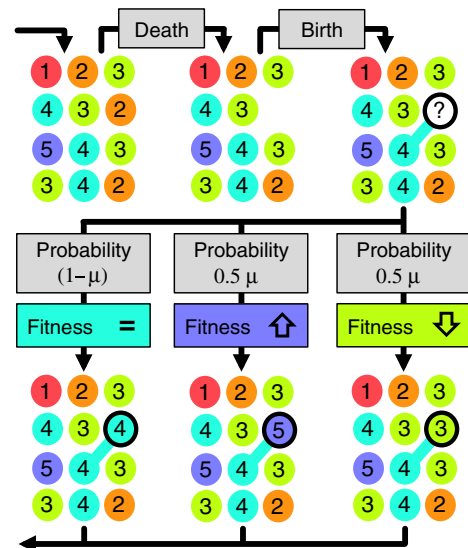 Death Birth
1 2 3 1 2 3 1 2 3
4 3 2 4 3 4 3 ?
5 4 3 5 4 3 5 4 3
3 4 2 3 4 2 3 4 2
Probability Probability Probability
(1−μ) 0.5 μ 0.5 μ
Fitness = Fitness Fitness
1 2 3 1 2 3 1 2 3
4 3 4 4 3 5 4 3 3
5 4 3 5 4 3 5 4 3
3 4 2 3 4 2 3 4 2